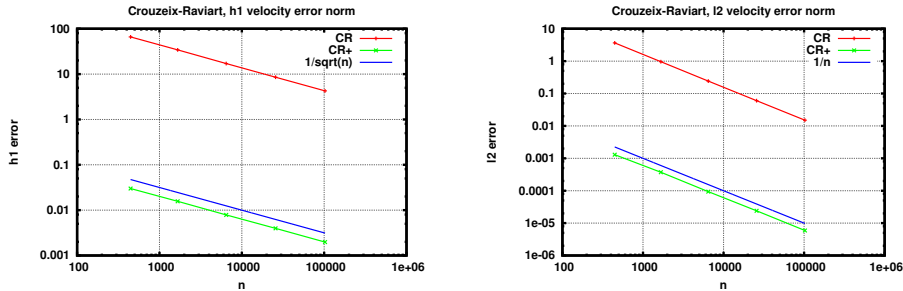 Crouzeix-Raviart, h1 velocity error norm
100
10
1
0.1
0.01
0.001
100
1000
10000
100000
1e+06
h1 error
n
CR
CR+
1/sqrt(n)
Crouzeix-Raviart, l2 velocity error norm
100
10
1
0.1
0.01
0.001
0.0001
1e-05
1e-06
100
1000
10000
100000
1e+06
l2 error
n
CR
CR+
1/n